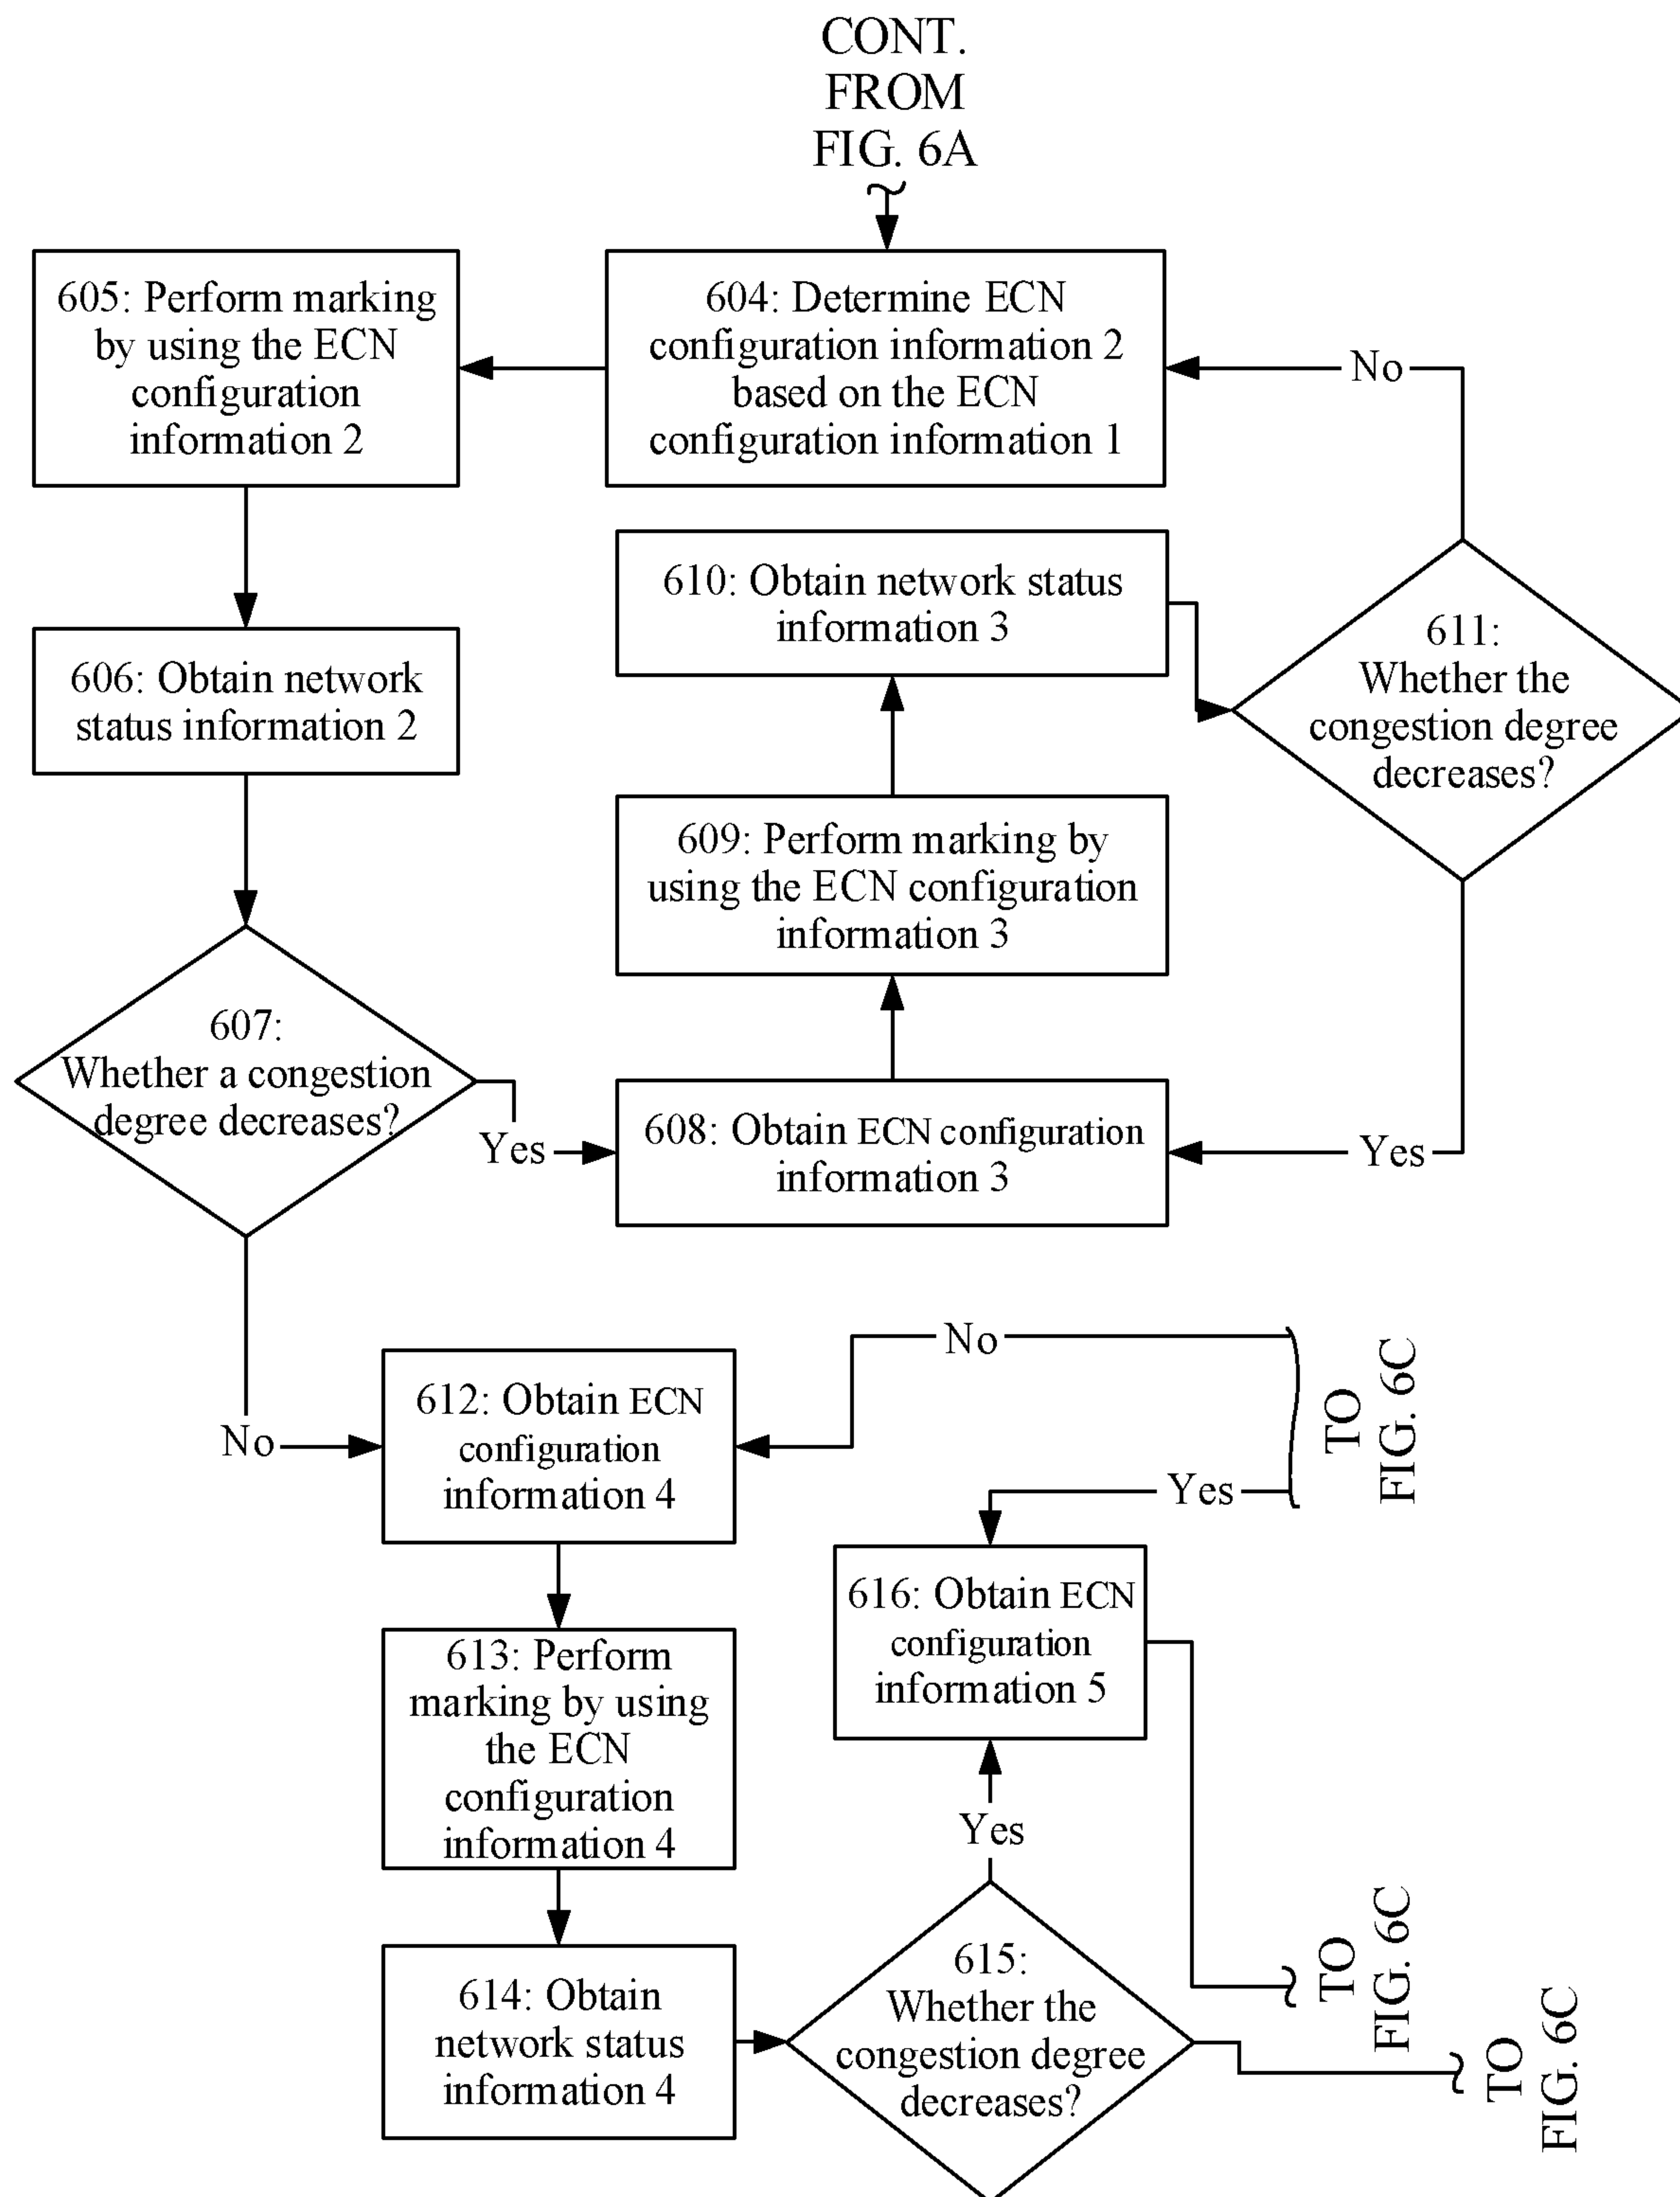 CONT.
FROM
FIG. 6A
605: Perform marking
by using the ECN
configuration
information 2
604: Determine ECN
configuration information 2
based on the ECN
configuration information 1
No
610: Obtain network status
information 3
611:
Whether the
congestion degree
decreases?
606: Obtain network
status information 2
609: Perform marking by
using the ECN configuration
information 3
607:
Whether a congestion
degree decreases?
Yes
608: Obtain ECN configuration
information 3
Yes
No
612: Obtain ECN
configuration
information 4
No
TO
FIG. 6C
Yes
616: Obtain ECN
configuration
information 5
613: Perform
marking by using
the ECN
configuration
information 4
Yes
614: Obtain
network status
information 4
615:
Whether the
congestion degree
decreases?
TO
FIG. 6C
TO
FIG. 6C